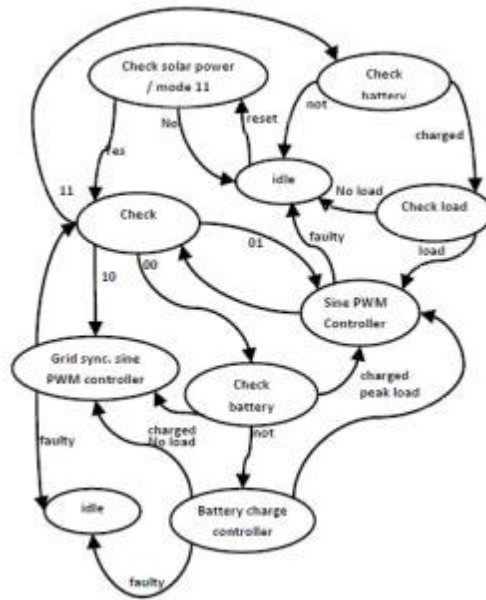 Check solar power
/ mode 11
Check
battery
not
charged
No
reset
Yes
idle
No load
Check load
11
Check
01
faulty
load
10
00
Sine PWM
Controller
Grid sync. sine
PWM controller
Check
battery
charged
peak load
charged
No load
not
faulty
idle
Battery charge
controller
faulty